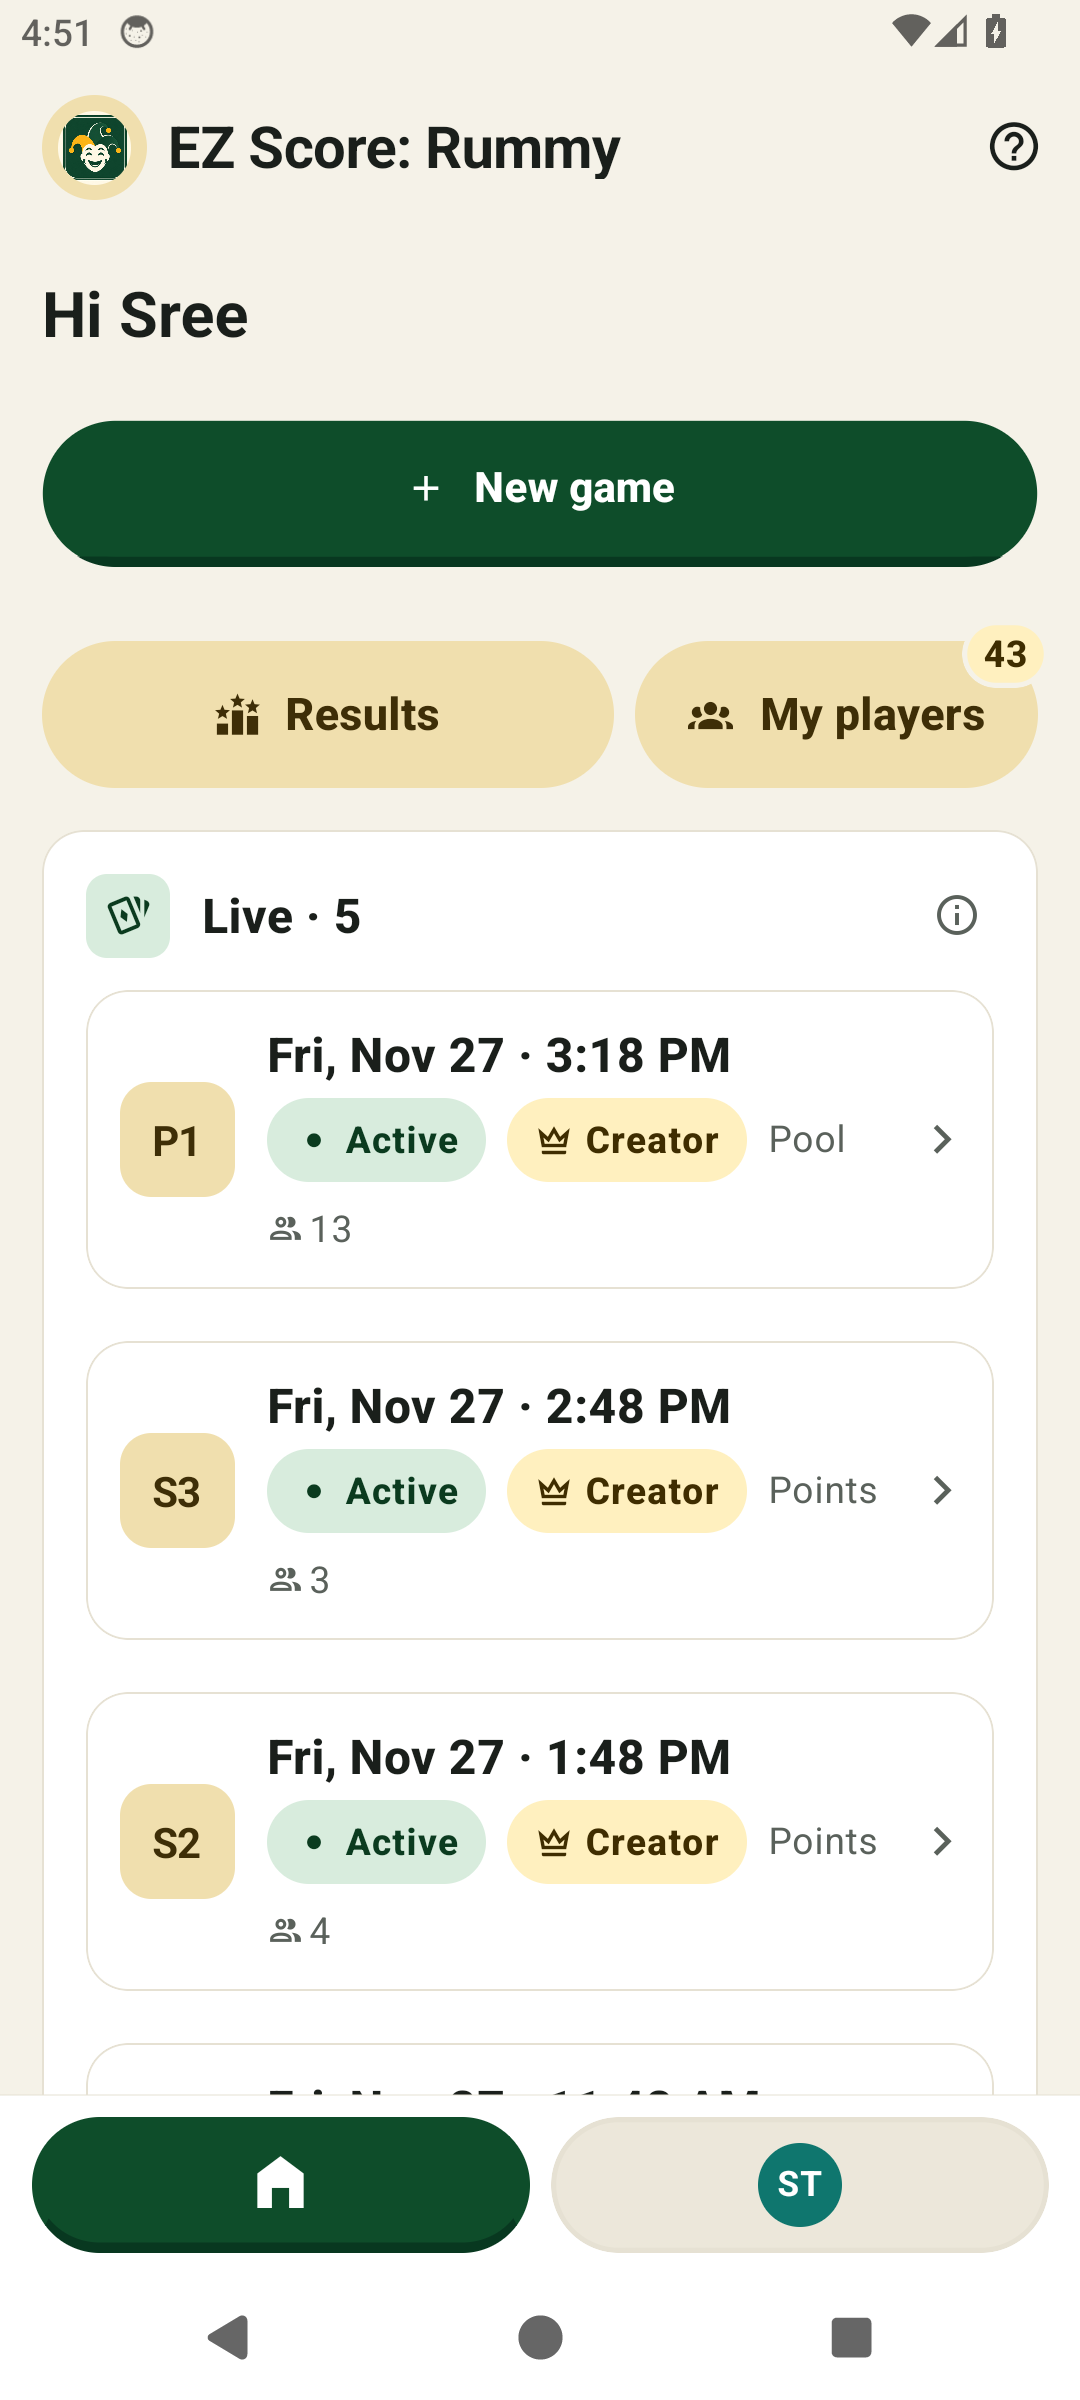 4:51
EZ Score: Rummy
Hi Sree
+ New game
Results
My players
43
Live · 5
Fri, Nov 27 · 3:18 PM
P1
• Active
Creator
Pool
13
Fri, Nov 27 · 2:48 PM
S3
• Active
Creator
Points
3
Fri, Nov 27 · 1:48 PM
S2
• Active
Creator
Points
4
ST